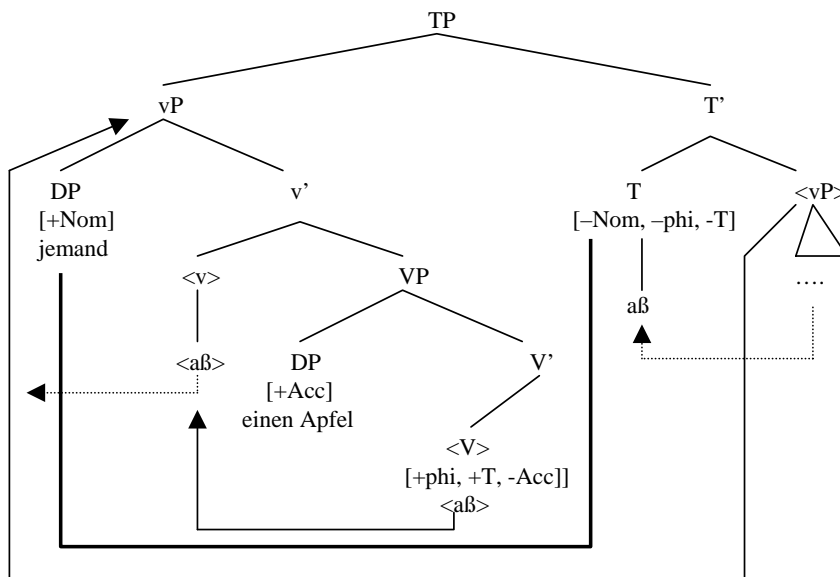 TP
vP T’
DP v’ T <vP>
[+Nom] [–Nom, –phi, -T]
jemand
<v> VP
….
aß
<aß> DP V’
[+Acc]
einen Apfel
<V>
[+phi, +T, -Acc]]
<aß>